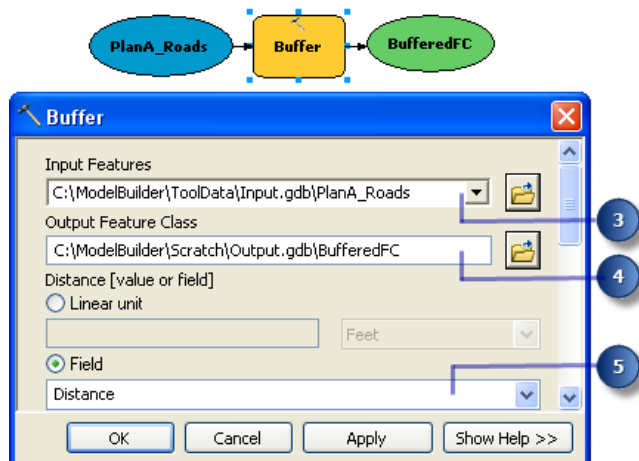 PlanA_Roads
Buffer
BufferedFC
Buffer
Input Features
C:\ModelBuilder\ToolData\Input.gdb\PlanA_Roads
3
Output Feature Class
C:\ModelBuilder\Scratch\Output.gdb\BufferedFC
4
Distance [value or field]
Linear unit
Feet
Field
5
Distance
OK Cancel Apply Show Help >>